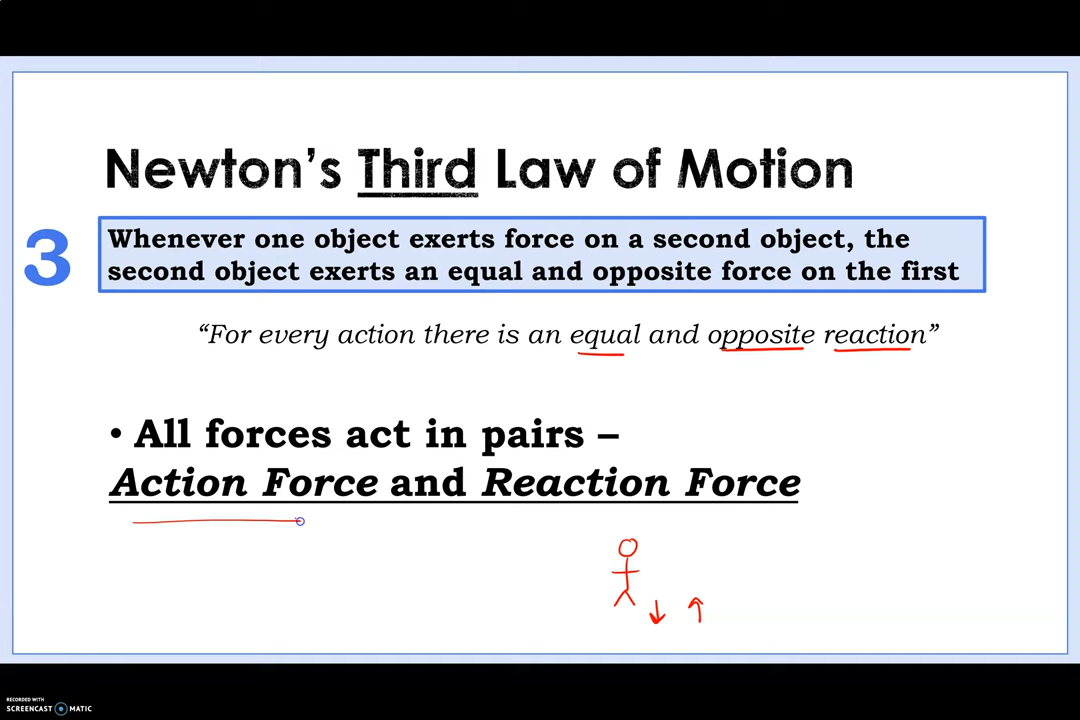 Newton’s Third Law of Motion
3
Whenever one object exerts force on a second object, the
second object exerts an equal and opposite force on the first
“For every action there is an equal and opposite reaction”
• All forces act in pairs –
Action Force and Reaction Force
RECORDED WITH
SCREENCAST MATIC